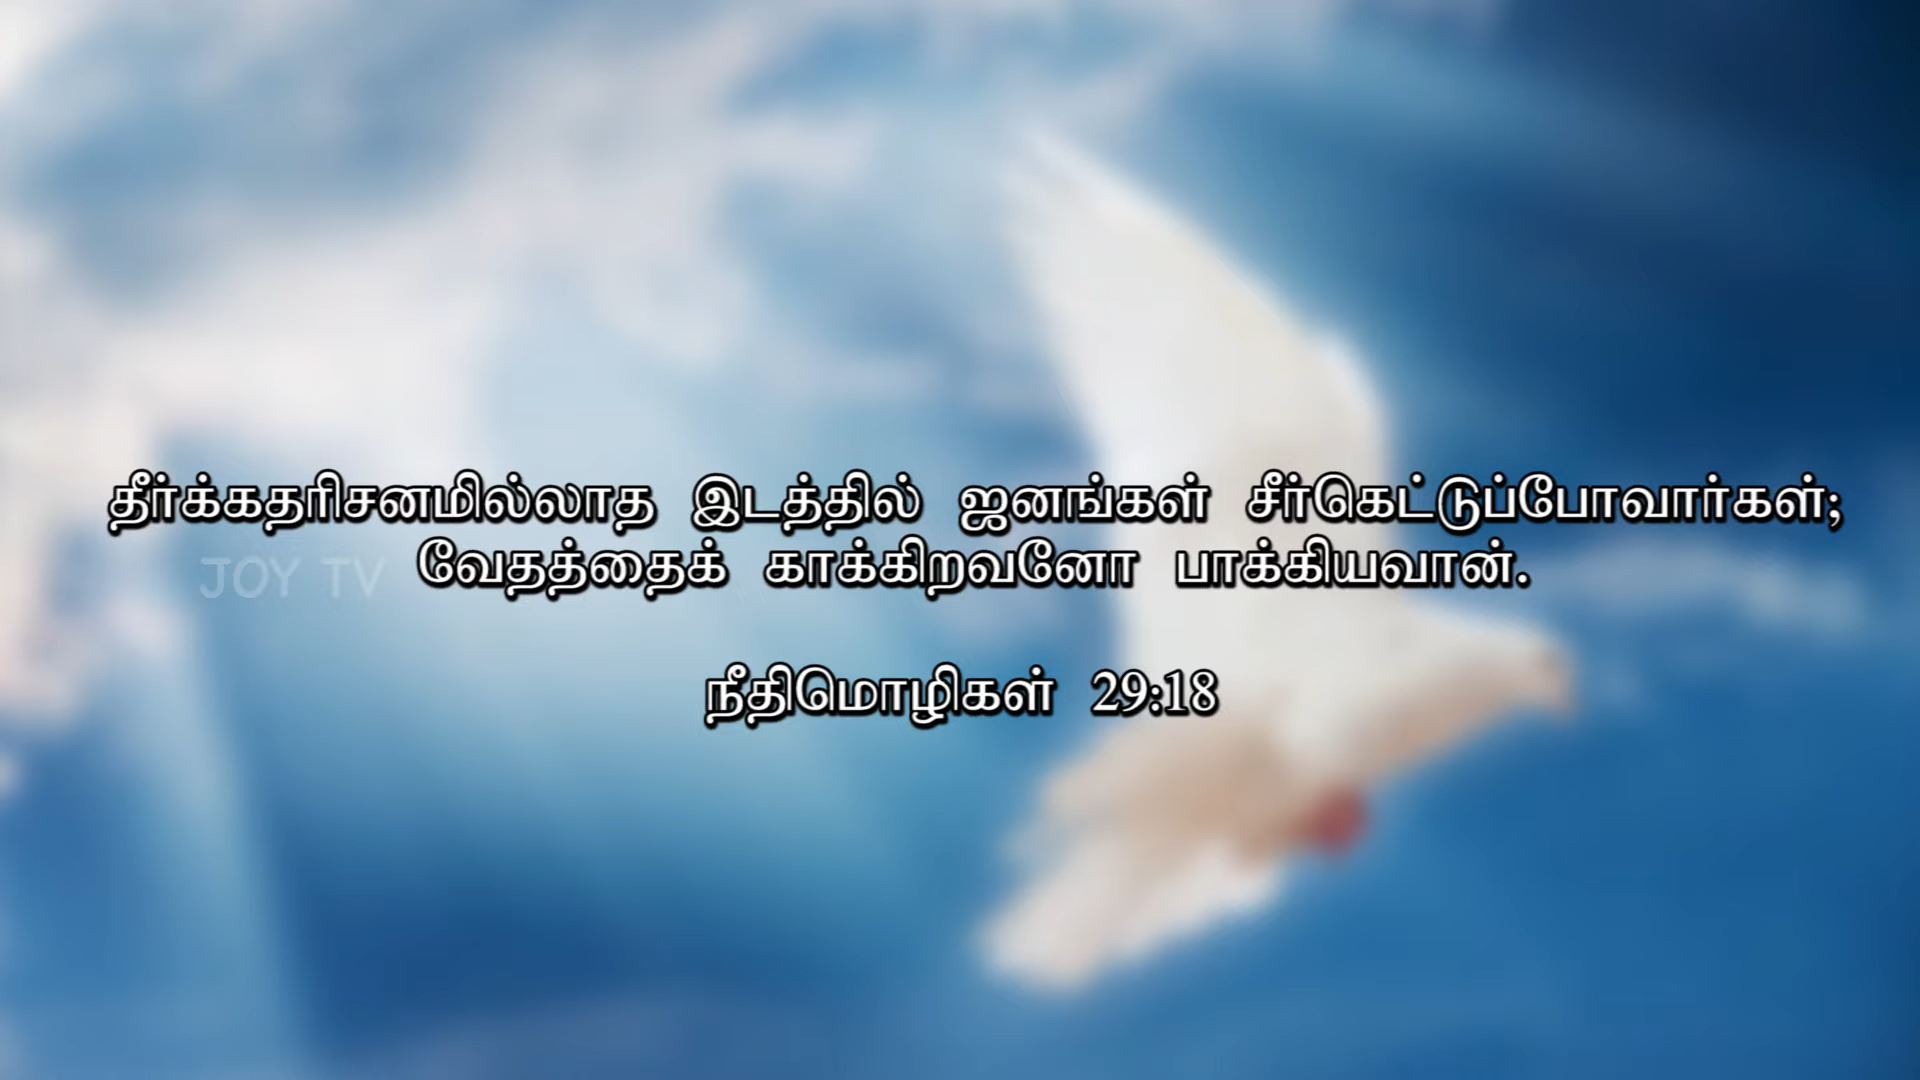 தீர்க்கதரிசனமில்லாத இடத்தில் ஜனங்கள் சீர்கெட்டுப்போவார்கள்;
JOY TV
வேதத்தைக் காக்கிறவனோ பாக்கியவான்.
நீதிமொழிகள் 29:18